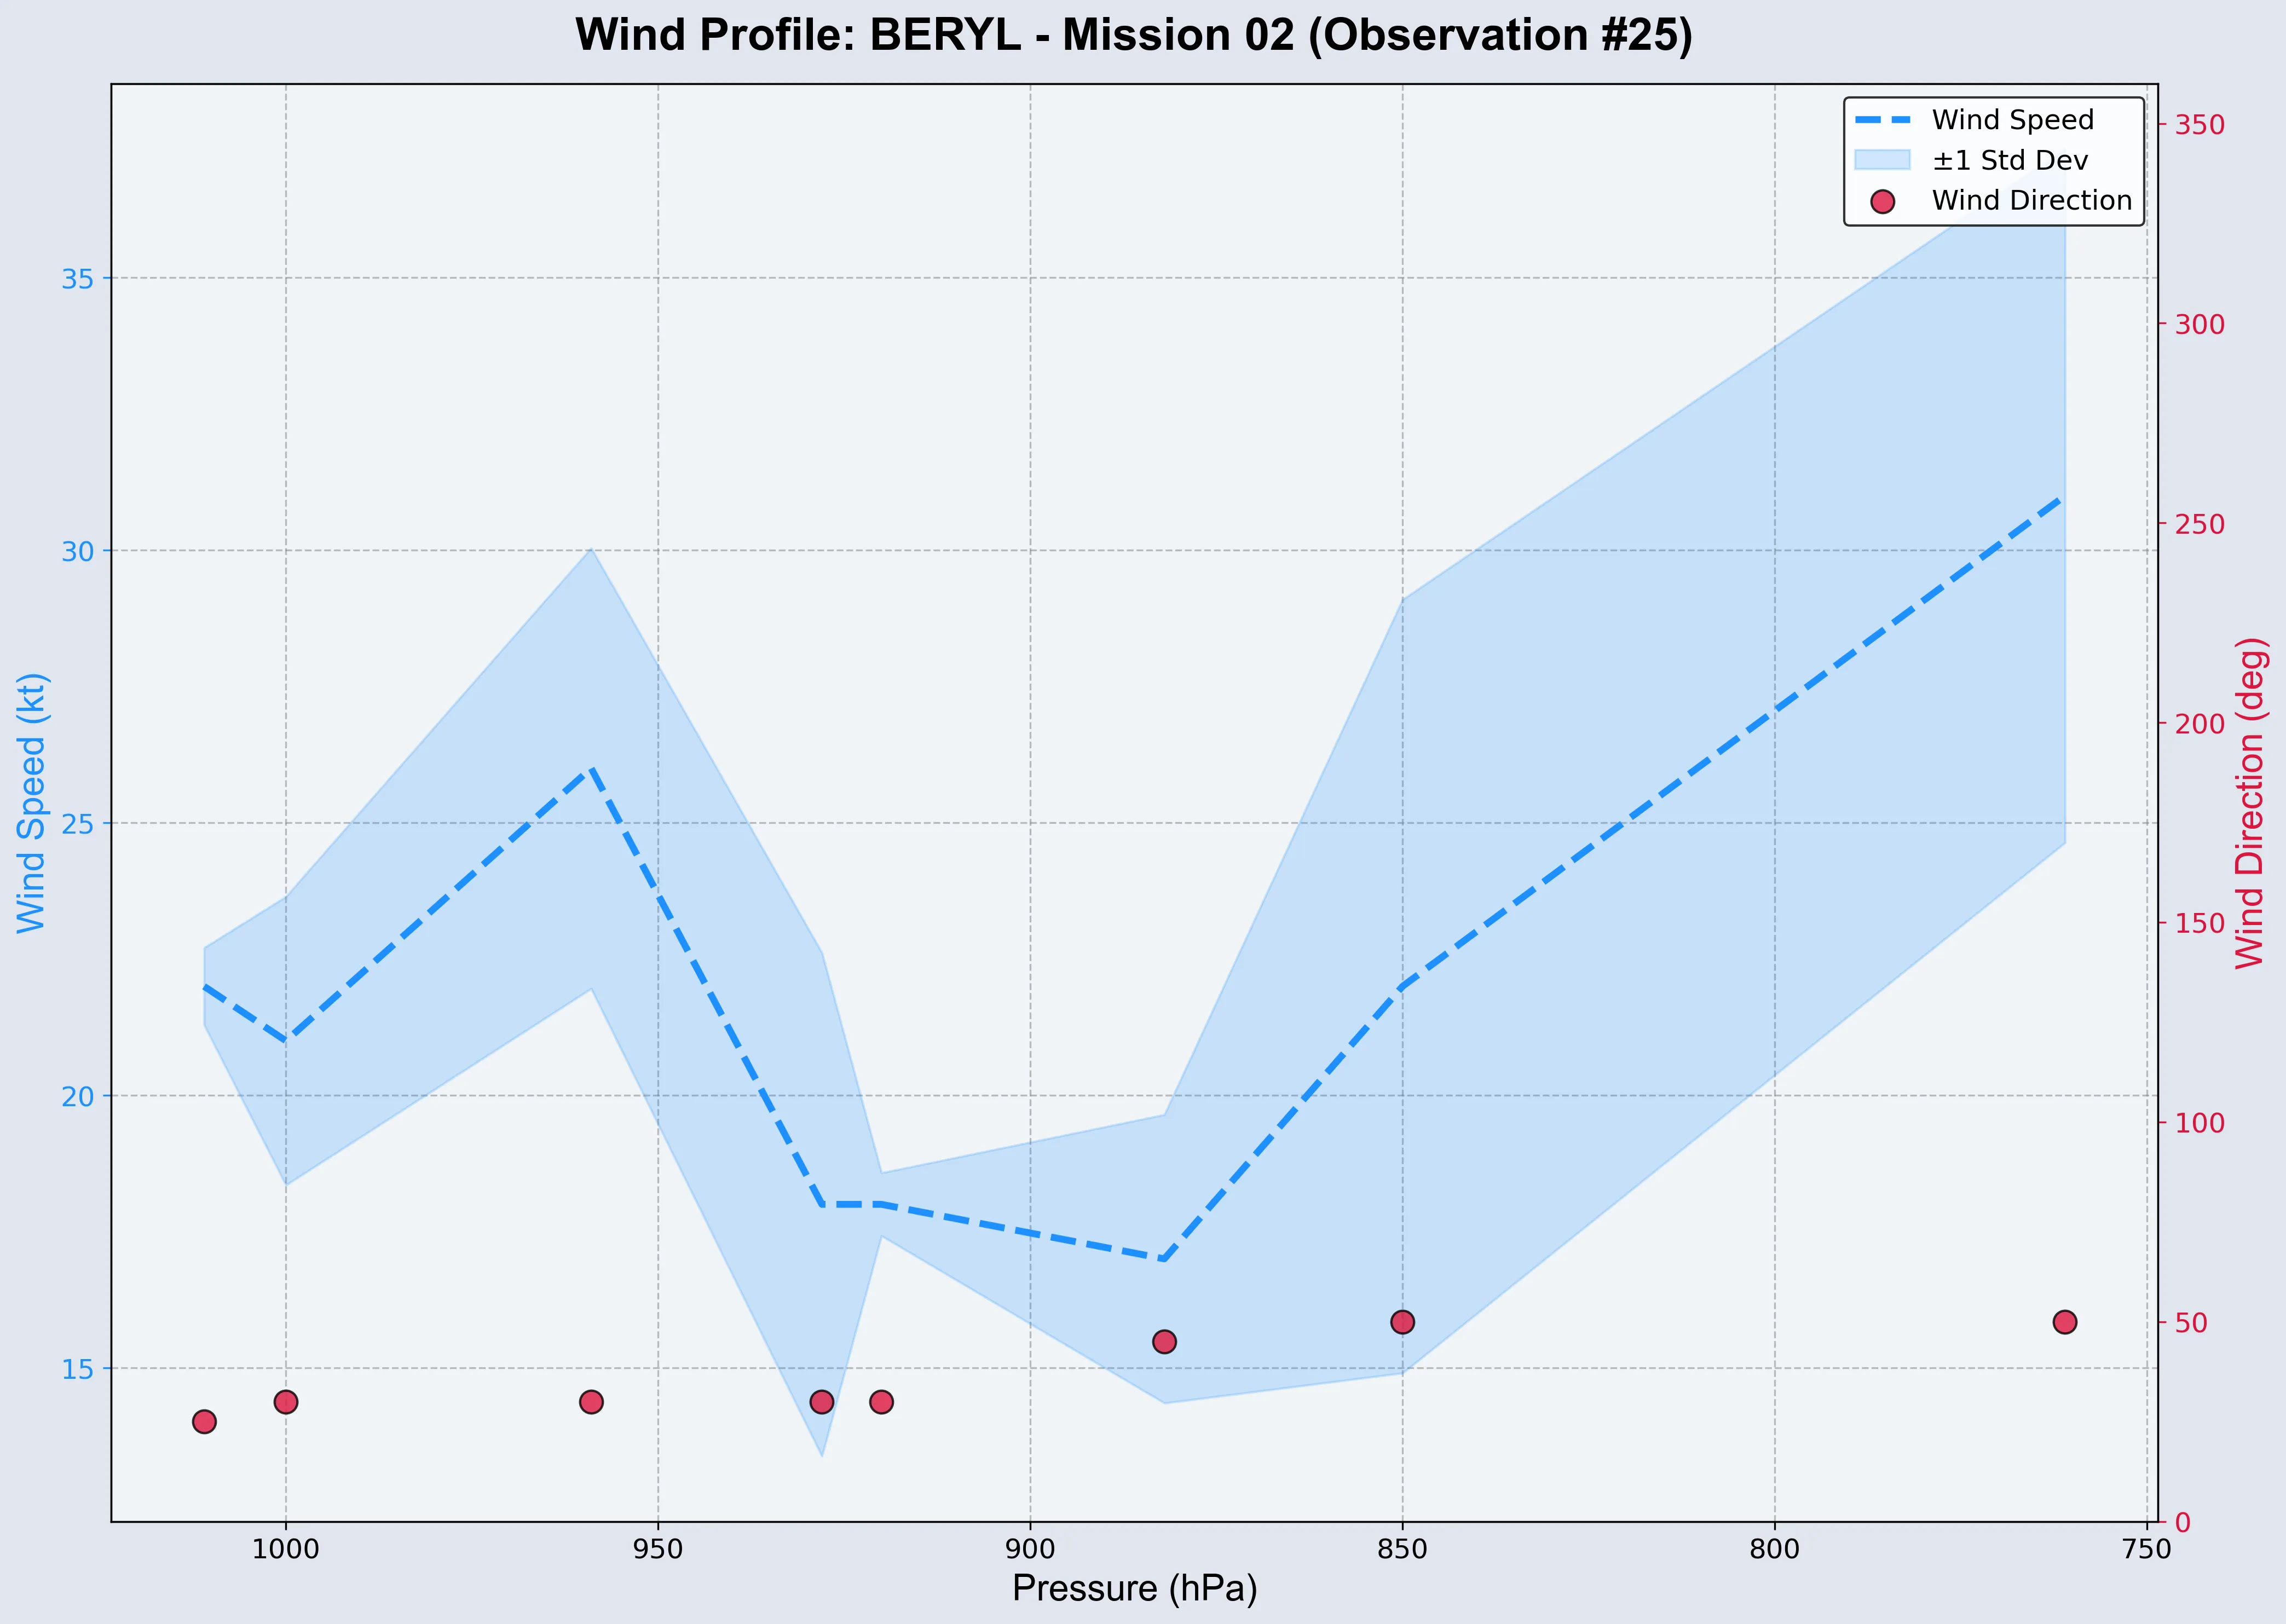 Wind Profile: BERYL - Mission 02 (Observation #25)
Wind Speed
±1 Std Dev
Wind Direction
Wind Speed (kt)
35
30
25
20
15
350
300
250
200
150
100
50
0
Wind Direction (deg)
1000
950
900
850
800
750
Pressure (hPa)